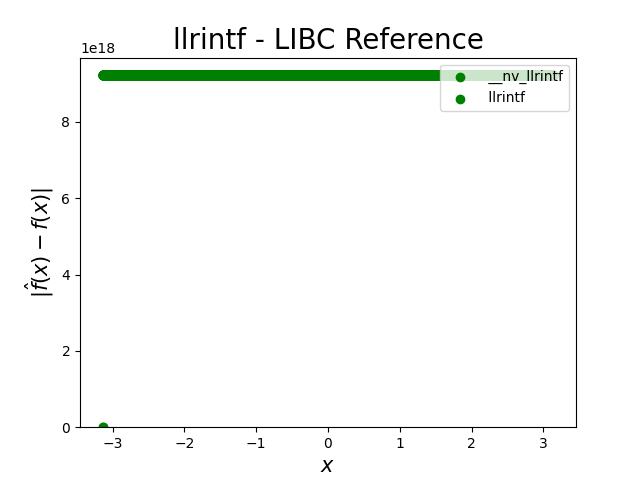 llrintf - LIBC Reference
1e18
__nv_llrintf
llrintf
8
6
4
2
0
|f̂(x) − f(x)|
−3 −2 −1 0 1 2 3
x